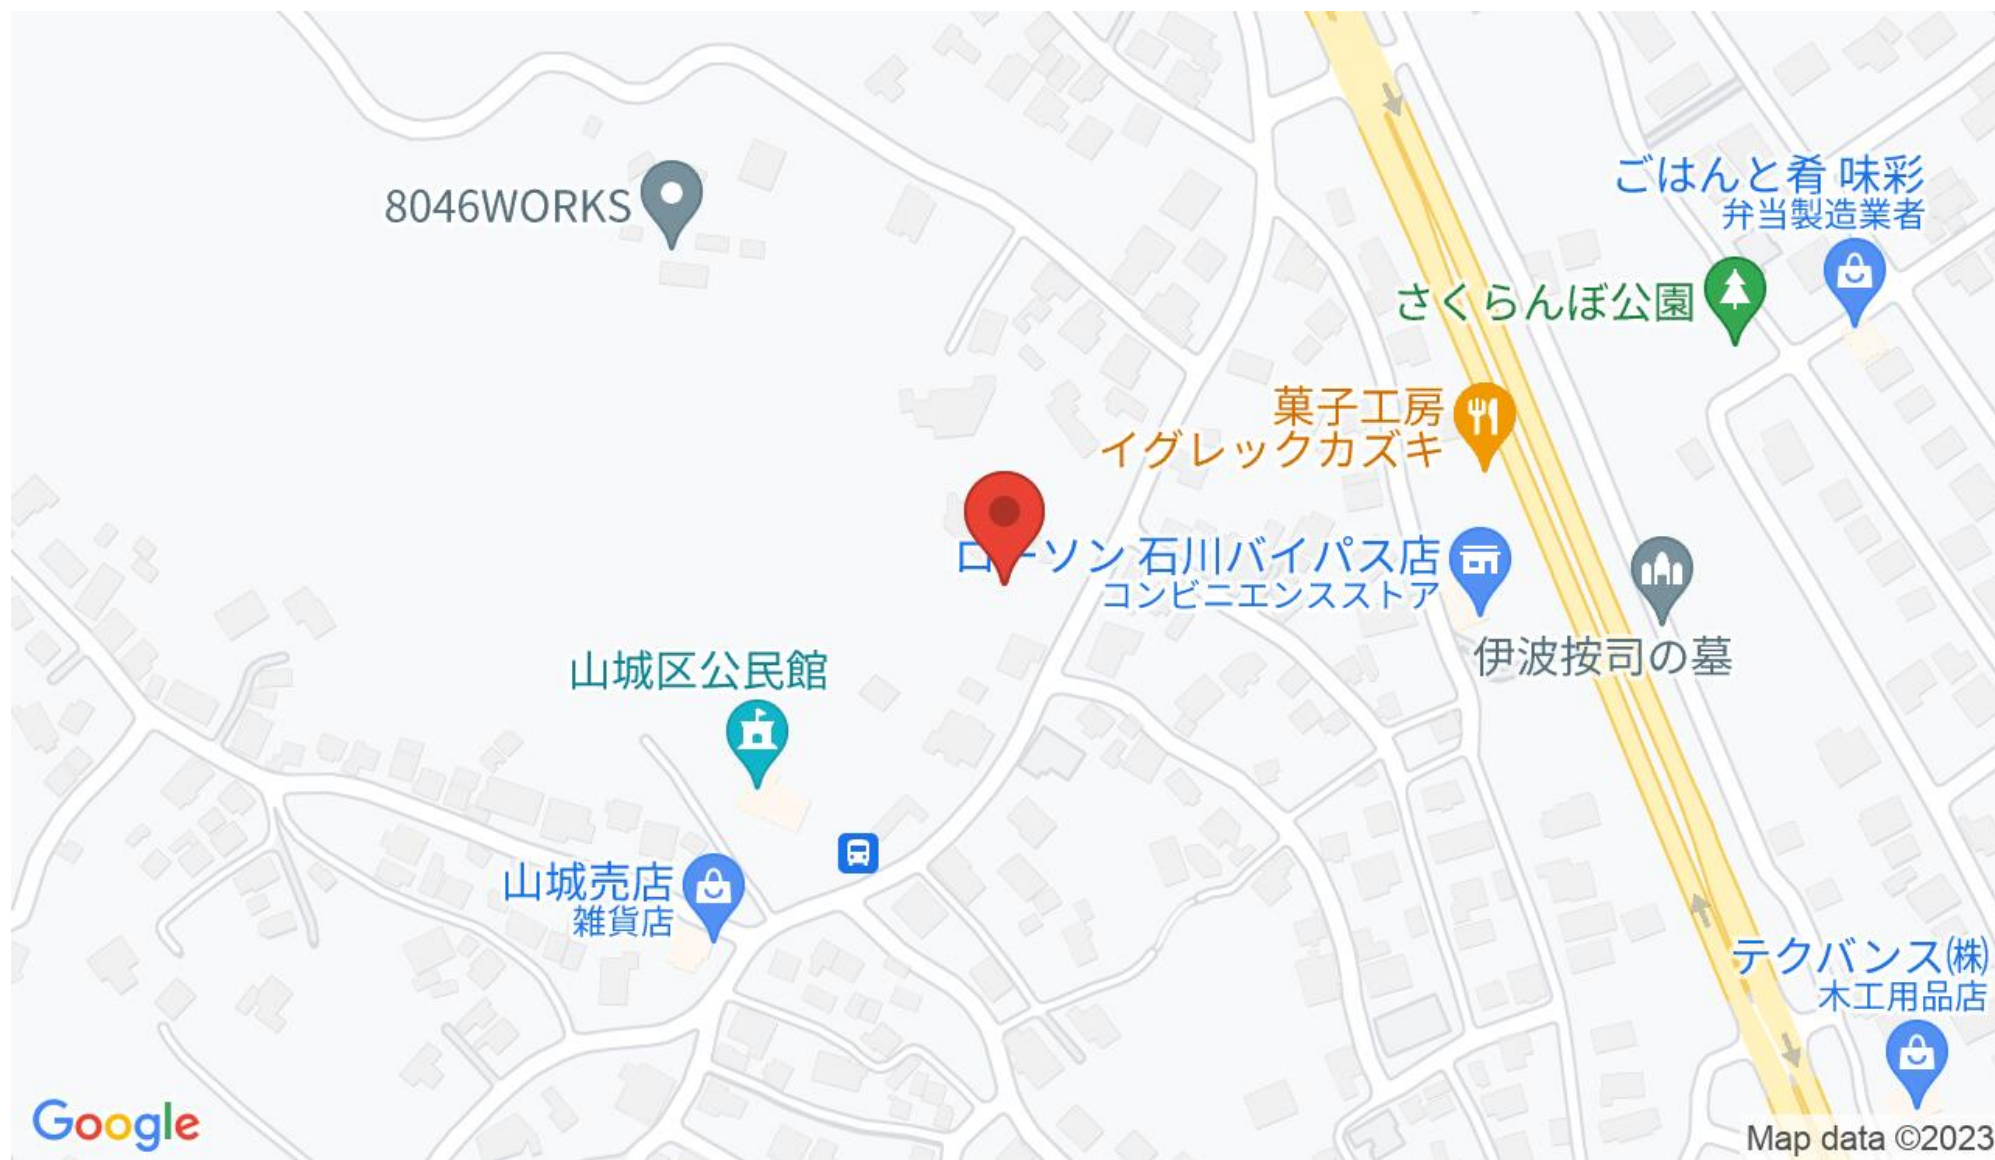 8046WORKS
ごはんと肴 味彩
弁当製造業者
さくらんぼ公園
菓子工房
イグレックカズキ
ローソン 石川バイパス店
コンビニエンスストア
伊波按司の墓
山城区公民館
山城売店
雑貨店
テクバンス㈱
木工用品店
Google
Map data ©2023